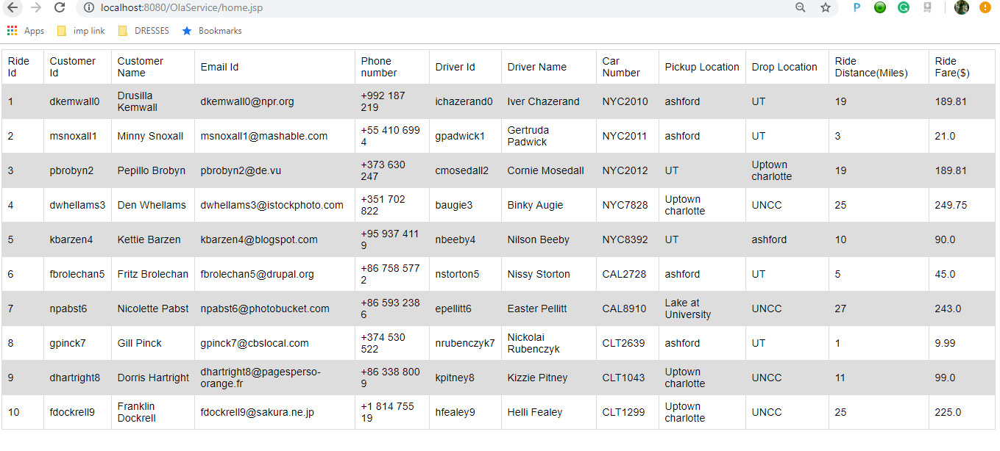 localhost:8080/OlaService/home.jsp
P
G
Apps imp link DRESSES Bookmarks
Ride Id Customer Id Customer Name Email Id Phone number Driver Id Driver Name Car Number Pickup Location Drop Location Ride Distance(Miles) Ride Fare($)
1 dkemwall0 Drusilla Kemwall dkemwall0@npr.org +992 187 219 ichazerand0 Iver Chazerand NYC2010 ashford UT 19 189.81
2 msnoxall1 Minny Snoxall msnoxall1@mashable.com +55 410 699 4 gpadwick1 Gertruda Padwick NYC2011 ashford UT 3 21.0
3 pbrobyn2 Pepillo Brobyn pbrobyn2@de.vu +373 630 247 cmosedall2 Cornie Mosedall NYC2012 UT Uptown charlotte 19 189.81
4 dwhellams3 Den Whellams dwhellams3@istockphoto.com +351 702 822 baugie3 Binky Augie NYC7828 Uptown charlotte UNCC 25 249.75
5 kbarzen4 Kettie Barzen kbarzen4@blogspot.com +95 937 411 9 nbeeby4 Nilson Beeby NYC8392 UT ashford 10 90.0
6 fbrolechan5 Fritz Brolechan fbrolechan5@drupal.org +86 758 577 2 nstorton5 Nissy Storton CAL2728 ashford UT 5 45.0
7 npabst6 Nicolette Pabst npabst6@photobucket.com +86 593 238 6 epellitt6 Easter Pellitt CAL8910 Lake at University UNCC 27 243.0
8 gpinck7 Gill Pinck gpinck7@cbslocal.com +374 530 522 nrubenczyk7 Nickolai Rubenczyk CLT2639 ashford UT 1 9.99
9 dhartright8 Dorris Hartright dhartright8@pagesperso-orange.fr +86 338 800 9 kpitney8 Kizzie Pitney CLT1043 Uptown charlotte UNCC 11 99.0
10 fdockrell9 Franklin Dockrell fdockrell9@sakura.ne.jp +1 814 755 19 hfealey9 Helli Fealey CLT1299 Uptown charlotte UNCC 25 225.0